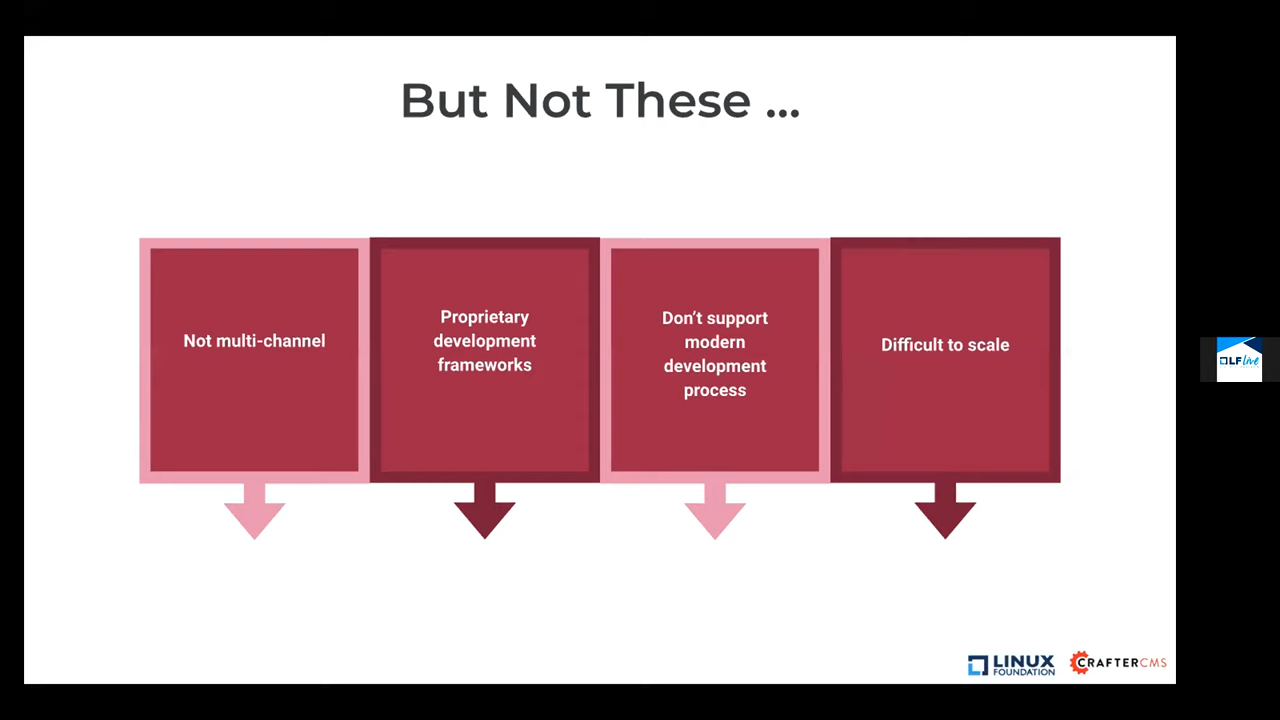 But Not These ...
Not multi-channel
Proprietary
development
frameworks
Don’t support
modern
development
process
Difficult to scale
LF live
LINUX
FOUNDATION
CRAFTERCMS